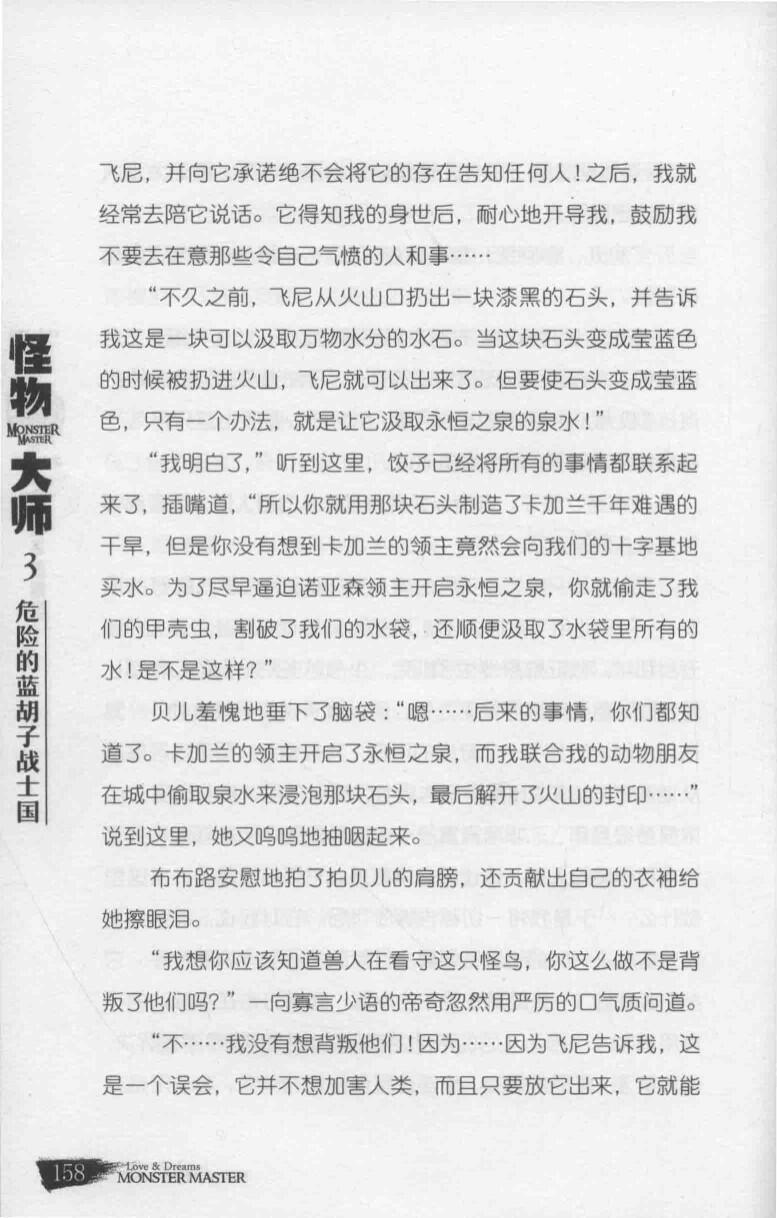 飞尼，并向它承诺绝不会将它的存在告知任何人！之后，我就
经常去陪它说话。它得知我的身世后，耐心地开导我，鼓励我
不要去在意那些令自己气愤的人和事……
“不久之前，飞尼从火山口扔出一块漆黑的石头，并告诉
我这是一块可以汲取万物水分的水石。当这块石头变成莹蓝色
的时候被扔进火山，飞尼就可以出来了。但要使石头变成莹蓝
色，只有一个办法，就是让它汲取永恒之泉的泉水！”
“我明白了，”听到这里，饺子已经将所有的事情都联系起
来了，插嘴道，“所以你就用那块石头制造了卡加兰千年难遇的
干旱，但是你没有想到卡加兰的领主竟然会向我们的十字基地
买水。为了尽早逼迫诺亚森领主开启永恒之泉，你就偷走了我
们的甲壳虫，割破了我们的水袋，还顺便汲取了水袋里所有的
水！是不是这样？”
贝儿羞愧地垂下了脑袋：“嗯……后来的事情，你们都知
道了。卡加兰的领主开启了永恒之泉，而我联合我的动物朋友
在城中偷取泉水来浸泡那块石头，最后解开了火山的封印……”
说到这里，她又呜呜地抽咽起来。
布布路安慰地拍了拍贝儿的肩膀，还贡献出自己的衣袖给
她擦眼泪。
“我想你应该知道兽人在看守这只怪鸟，你这么做不是背
叛了他们吗？”一向寡言少语的帝奇忽然用严厉的口气质问道。
“不……我没有想背叛他们！因为……因为飞尼告诉我，这
是一个误会，它并不想加害人类，而且只要放它出来，它就能
怪物
MONSTER
MASTER
大师
3
危险的蓝胡子战士国
158
Love & Dreams
MONSTER MASTER